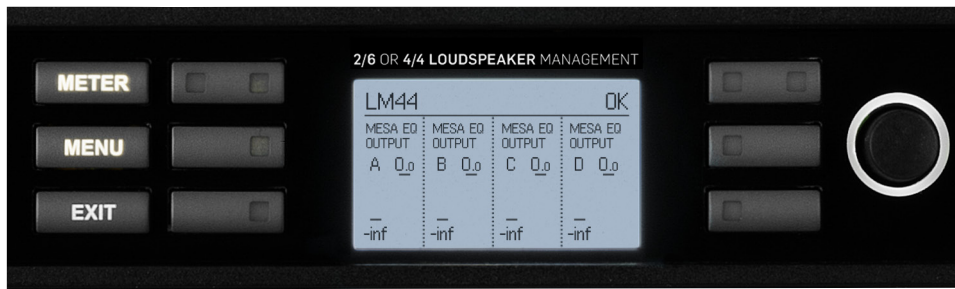 2/6 OR 4/4 LOUDSPEAKER MANAGEMENT
METER
MENU
EXIT
LM44 OK
MESA EQ MESA EQ MESA EQ MESA EQ
OUTPUT OUTPUT OUTPUT OUTPUT
A 0.0 B 0.0 C 0.0 D 0.0
-inf -inf -inf -inf